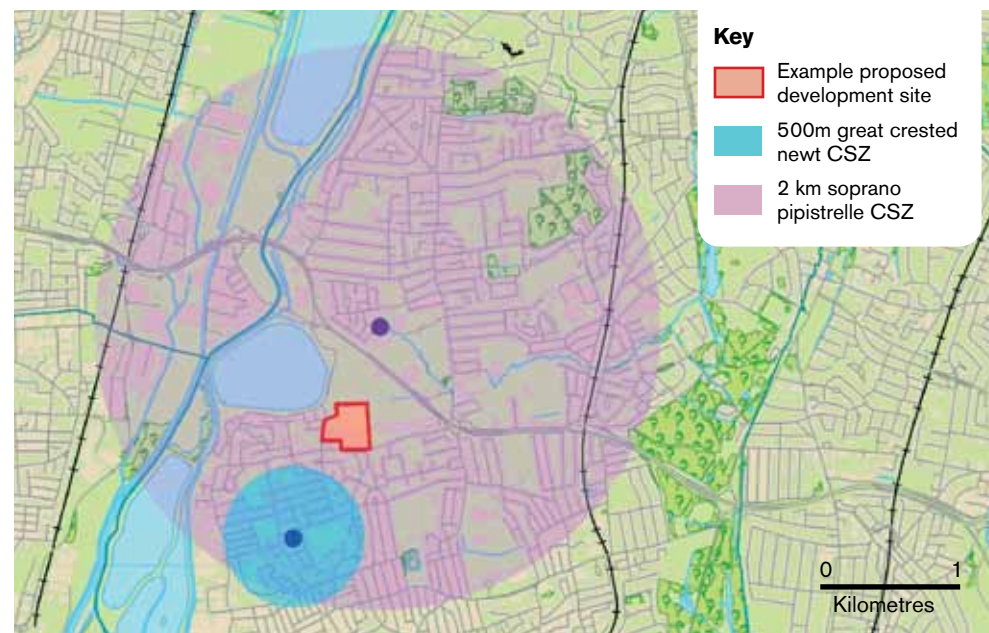 Key
Example proposed
development site
500m great crested
newt CSZ
2 km soprano
pipistrelle CSZ
0 1
Kilometres